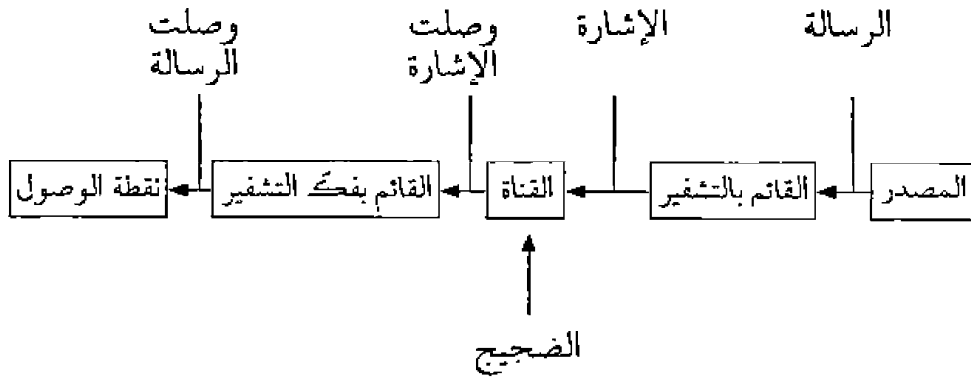 الرسالة
الإشارة
وصلت
الإشارة
وصلت
الرسالة
المصدر
القائم بالتشفير
القناة
القائم بفكّ التشفير
نقطة الوصول
الضجيج